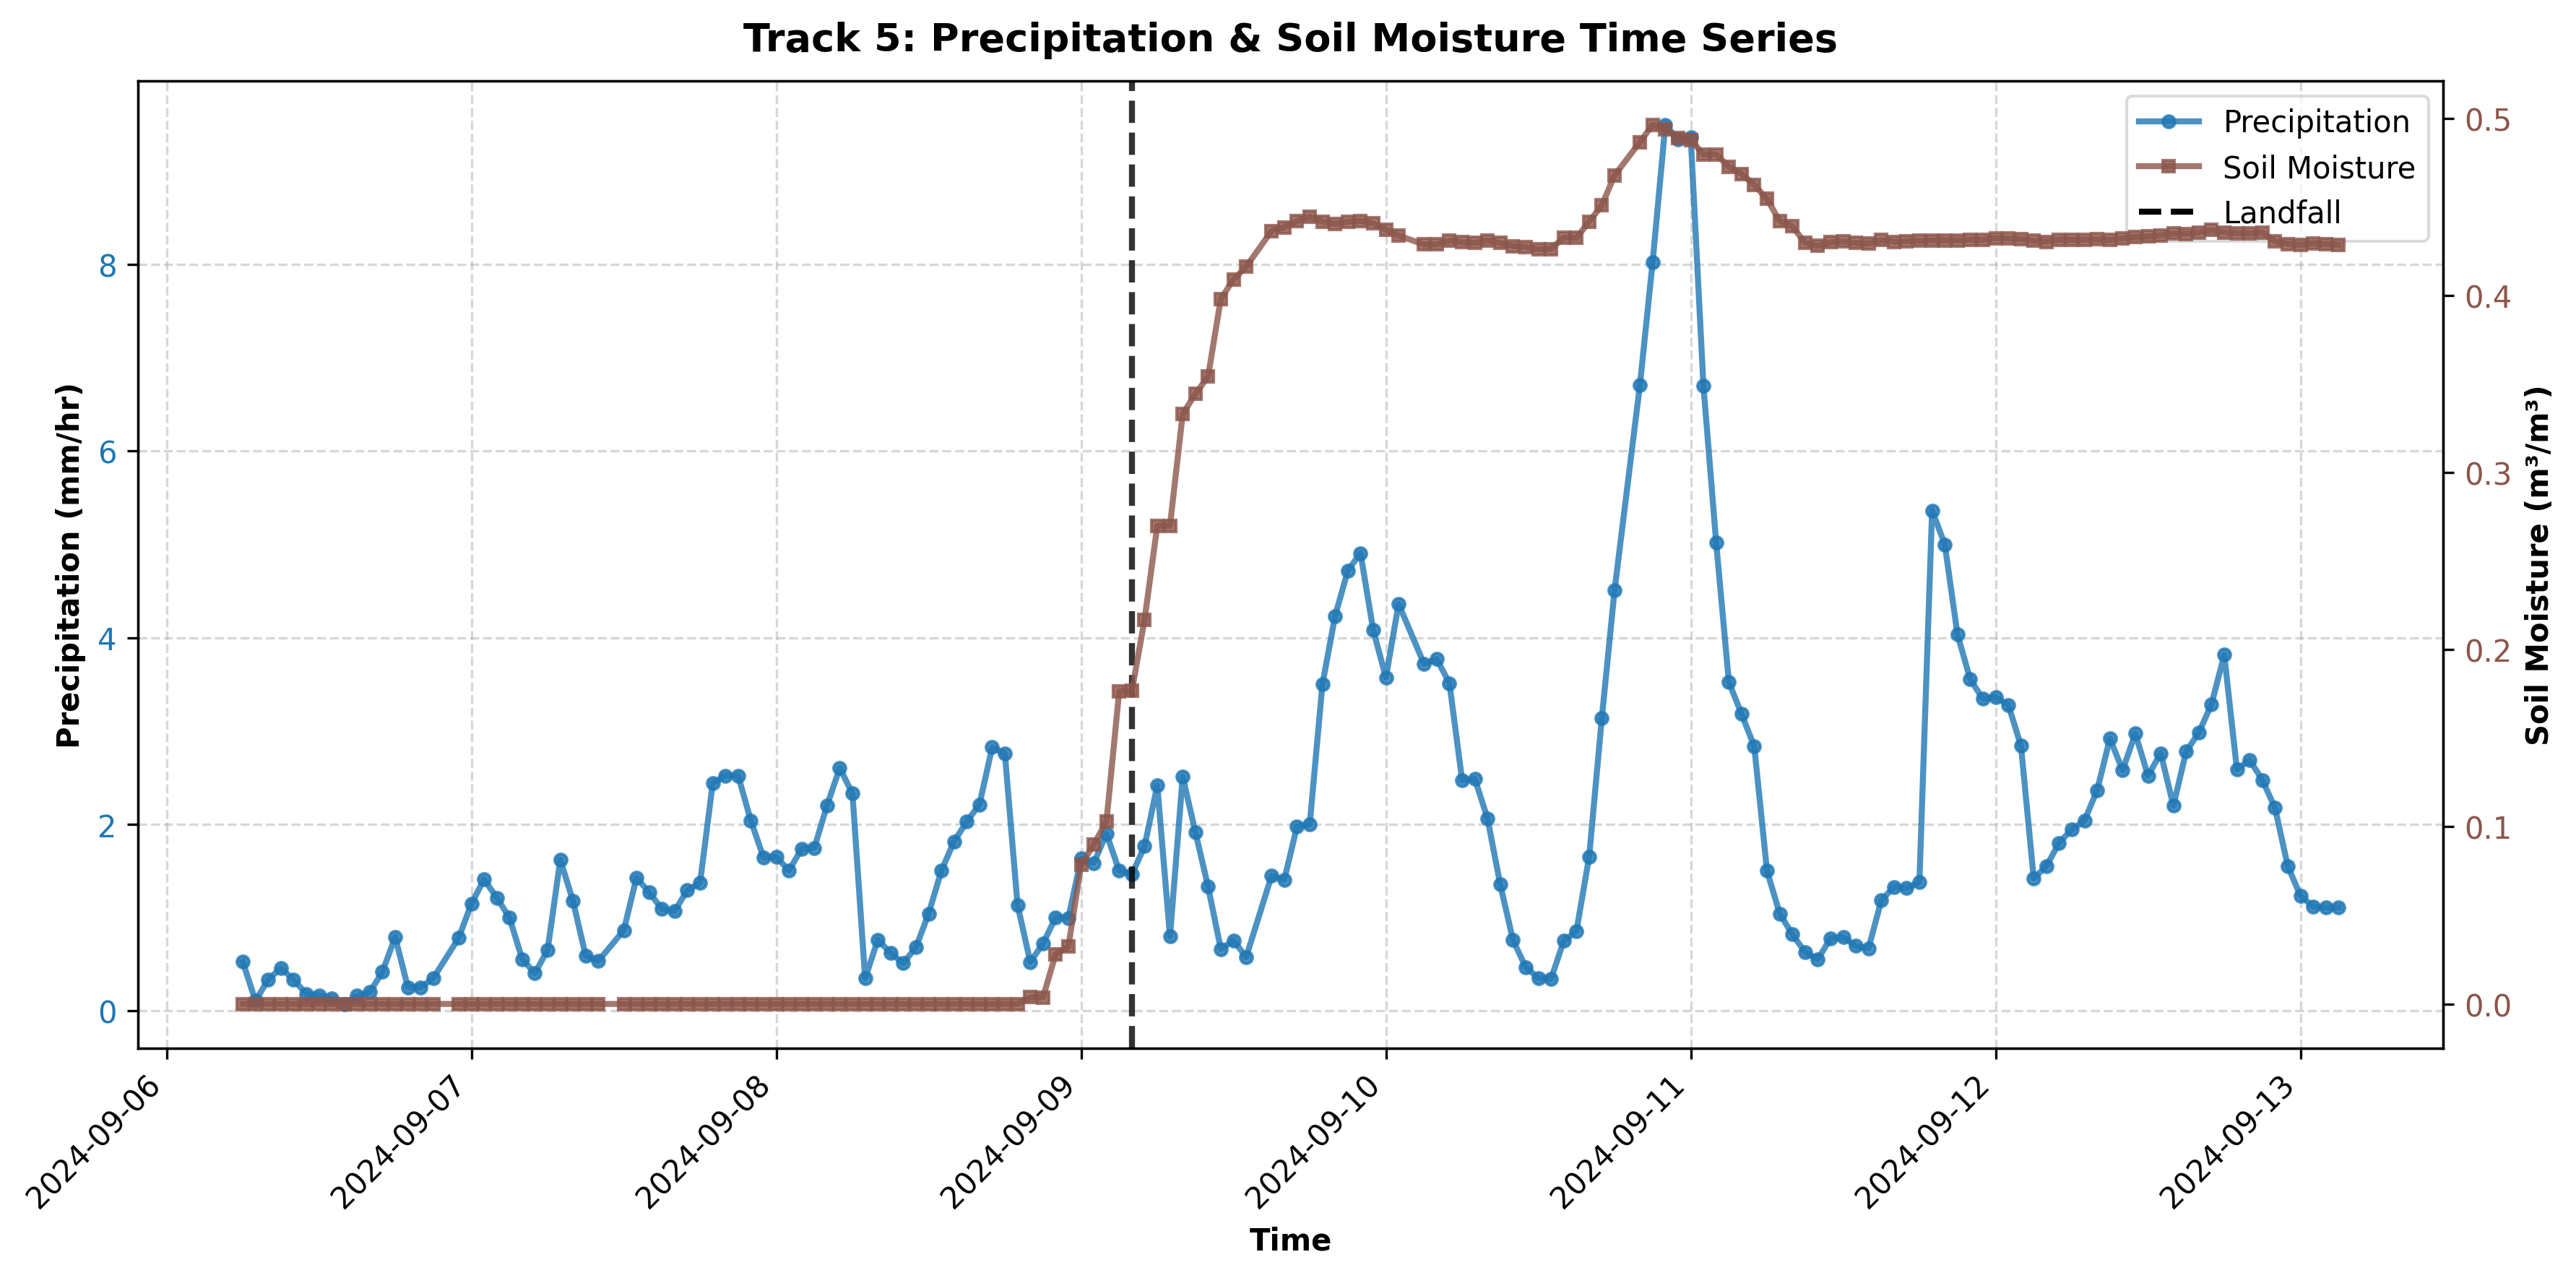 Track 5: Precipitation & Soil Moisture Time Series
Precipitation (mm/hr)
8
6
4
2
0
Precipitation
Soil Moisture
Landfall
0.5
0.4
0.3
0.2
0.1
0.0
Soil Moisture (m³/m³)
2024-09-06
2024-09-07
2024-09-08
2024-09-09
2024-09-10
2024-09-11
2024-09-12
2024-09-13
Time